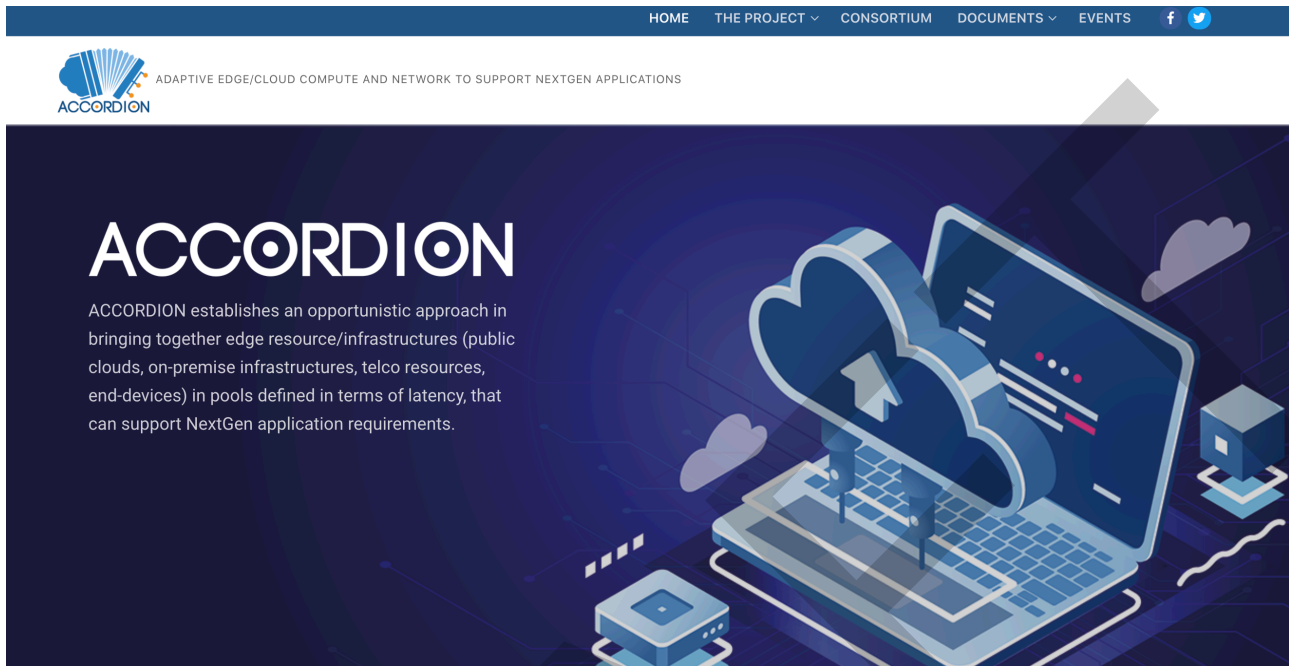 HOME THE PROJECT CONSORTIUM DOCUMENTS EVENTS
ADAPTIVE EDGE/CLOUD COMPUTE AND NETWORK TO SUPPORT NEXTGEN APPLICATIONS
ACCORDION
ACCORDION
ACCORDION establishes an opportunistic approach in
bringing together edge resource/infrastructures (public
clouds, on-premise infrastructures, telco resources,
end-devices) in pools defined in terms of latency, that
can support NextGen application requirements.